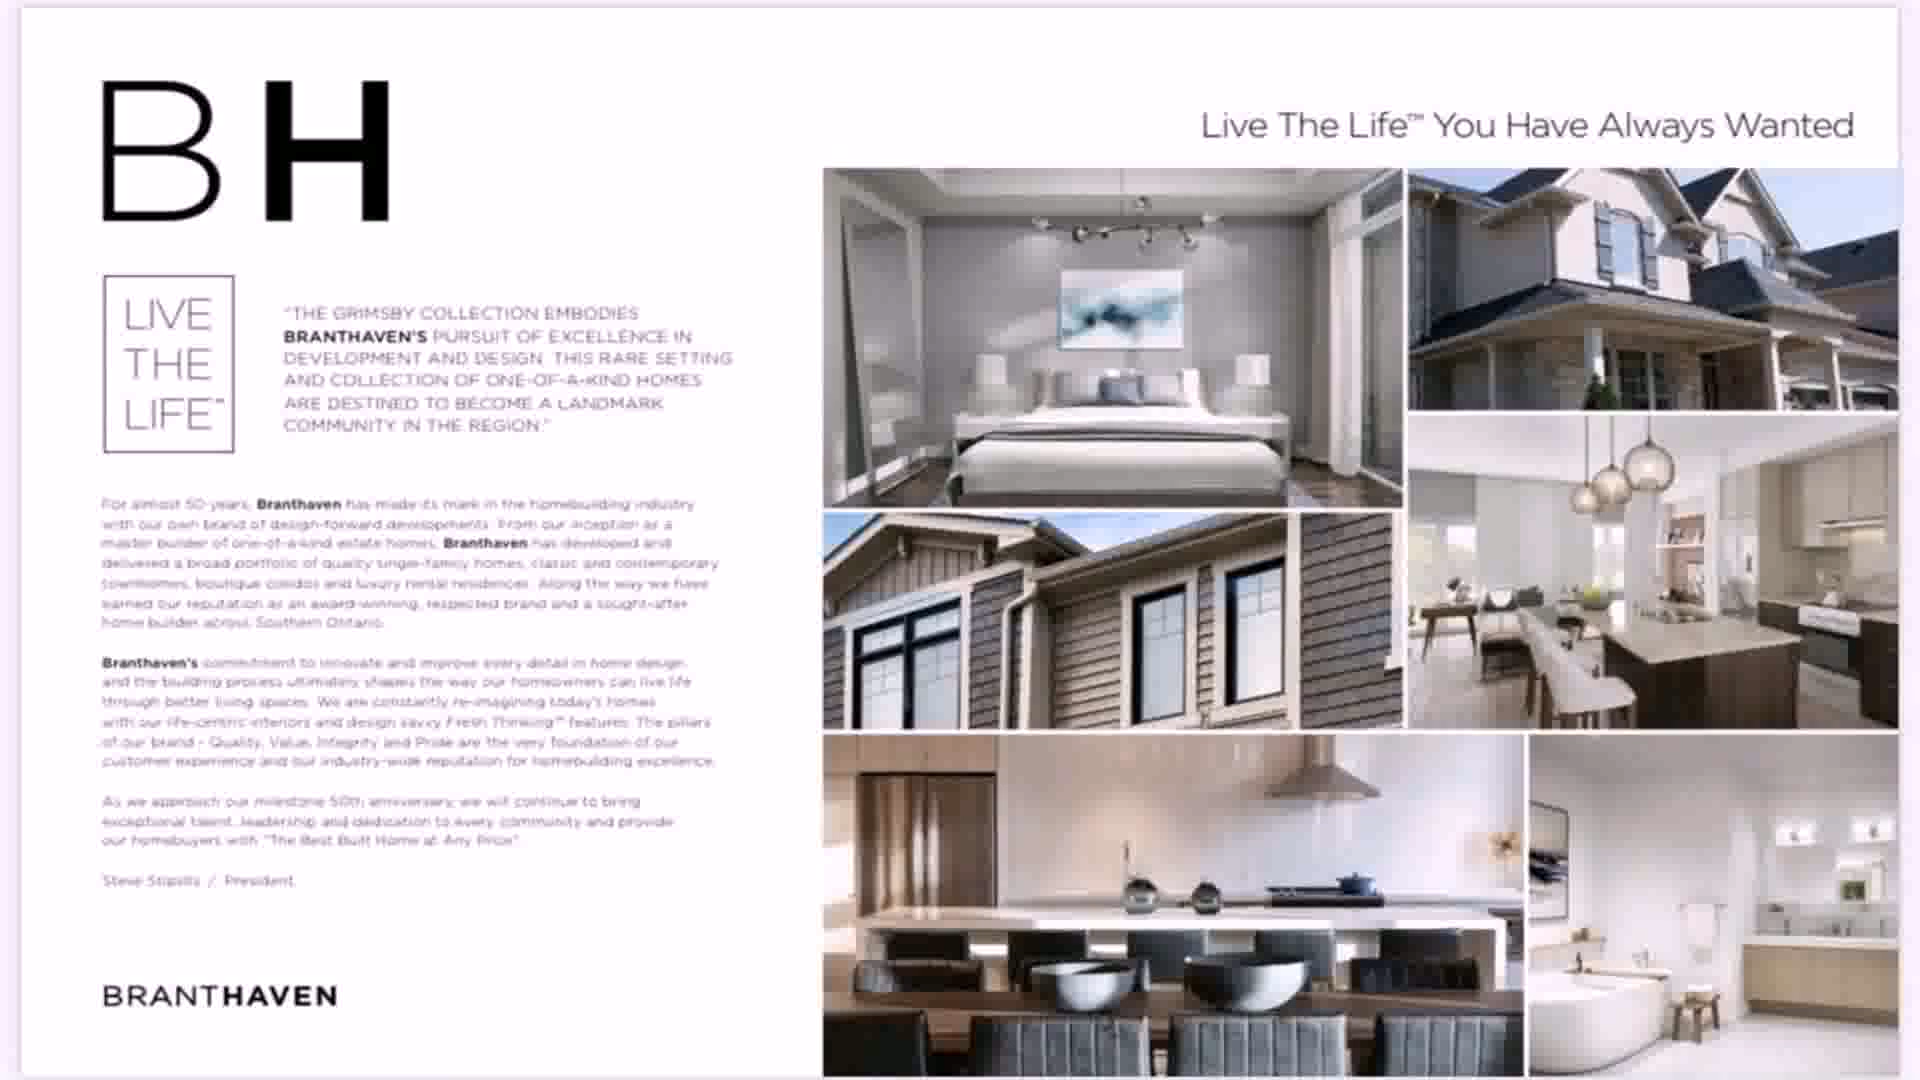 BH
Live The Life™ You Have Always Wanted
LIVE
THE
LIFE™
"THE GRIMSBY COLLECTION EMBODIES
BRANTHAVEN'S PURSUIT OF EXCELLENCE IN
DEVELOPMENT AND DESIGN. THIS RARE SETTING
AND COLLECTION OF ONE-OF-A-KIND HOMES
ARE DESTINED TO BECOME A LANDMARK
COMMUNITY IN THE REGION."
For almost 50 years, Branthaven has made its mark in the homebuilding industry
with our own brand of design-forward developments. From our inception as a
master builder of one-of-a-kind estate homes, Branthaven has developed and
delivered a broad portfolio of quality single-family homes, classic and contemporary
townhomes, boutique condos and luxury rental residences. Along the way we have
earned our reputation as an award-winning, respected brand and a sought-after
home builder across Southern Ontario.
Branthaven's commitment to innovate and improve every detail in home design,
and the building process ultimately shapes the way our homeowners can live life
through better living spaces. We are constantly re-imagining today's homes
with our life-centric interiors and design savvy Fresh Thinking™ features. The pillars
of our brand - Quality, Value, Integrity and Pride are the very foundation of our
customer experience and our industry-wide reputation for homebuilding excellence.
As we approach our milestone 50th anniversary, we will continue to bring
exceptional talent, leadership and dedication to every community and provide
our homebuyers with "The Best Built Home at Any Price".
Steve Stipsits / President
BRANTHAVEN